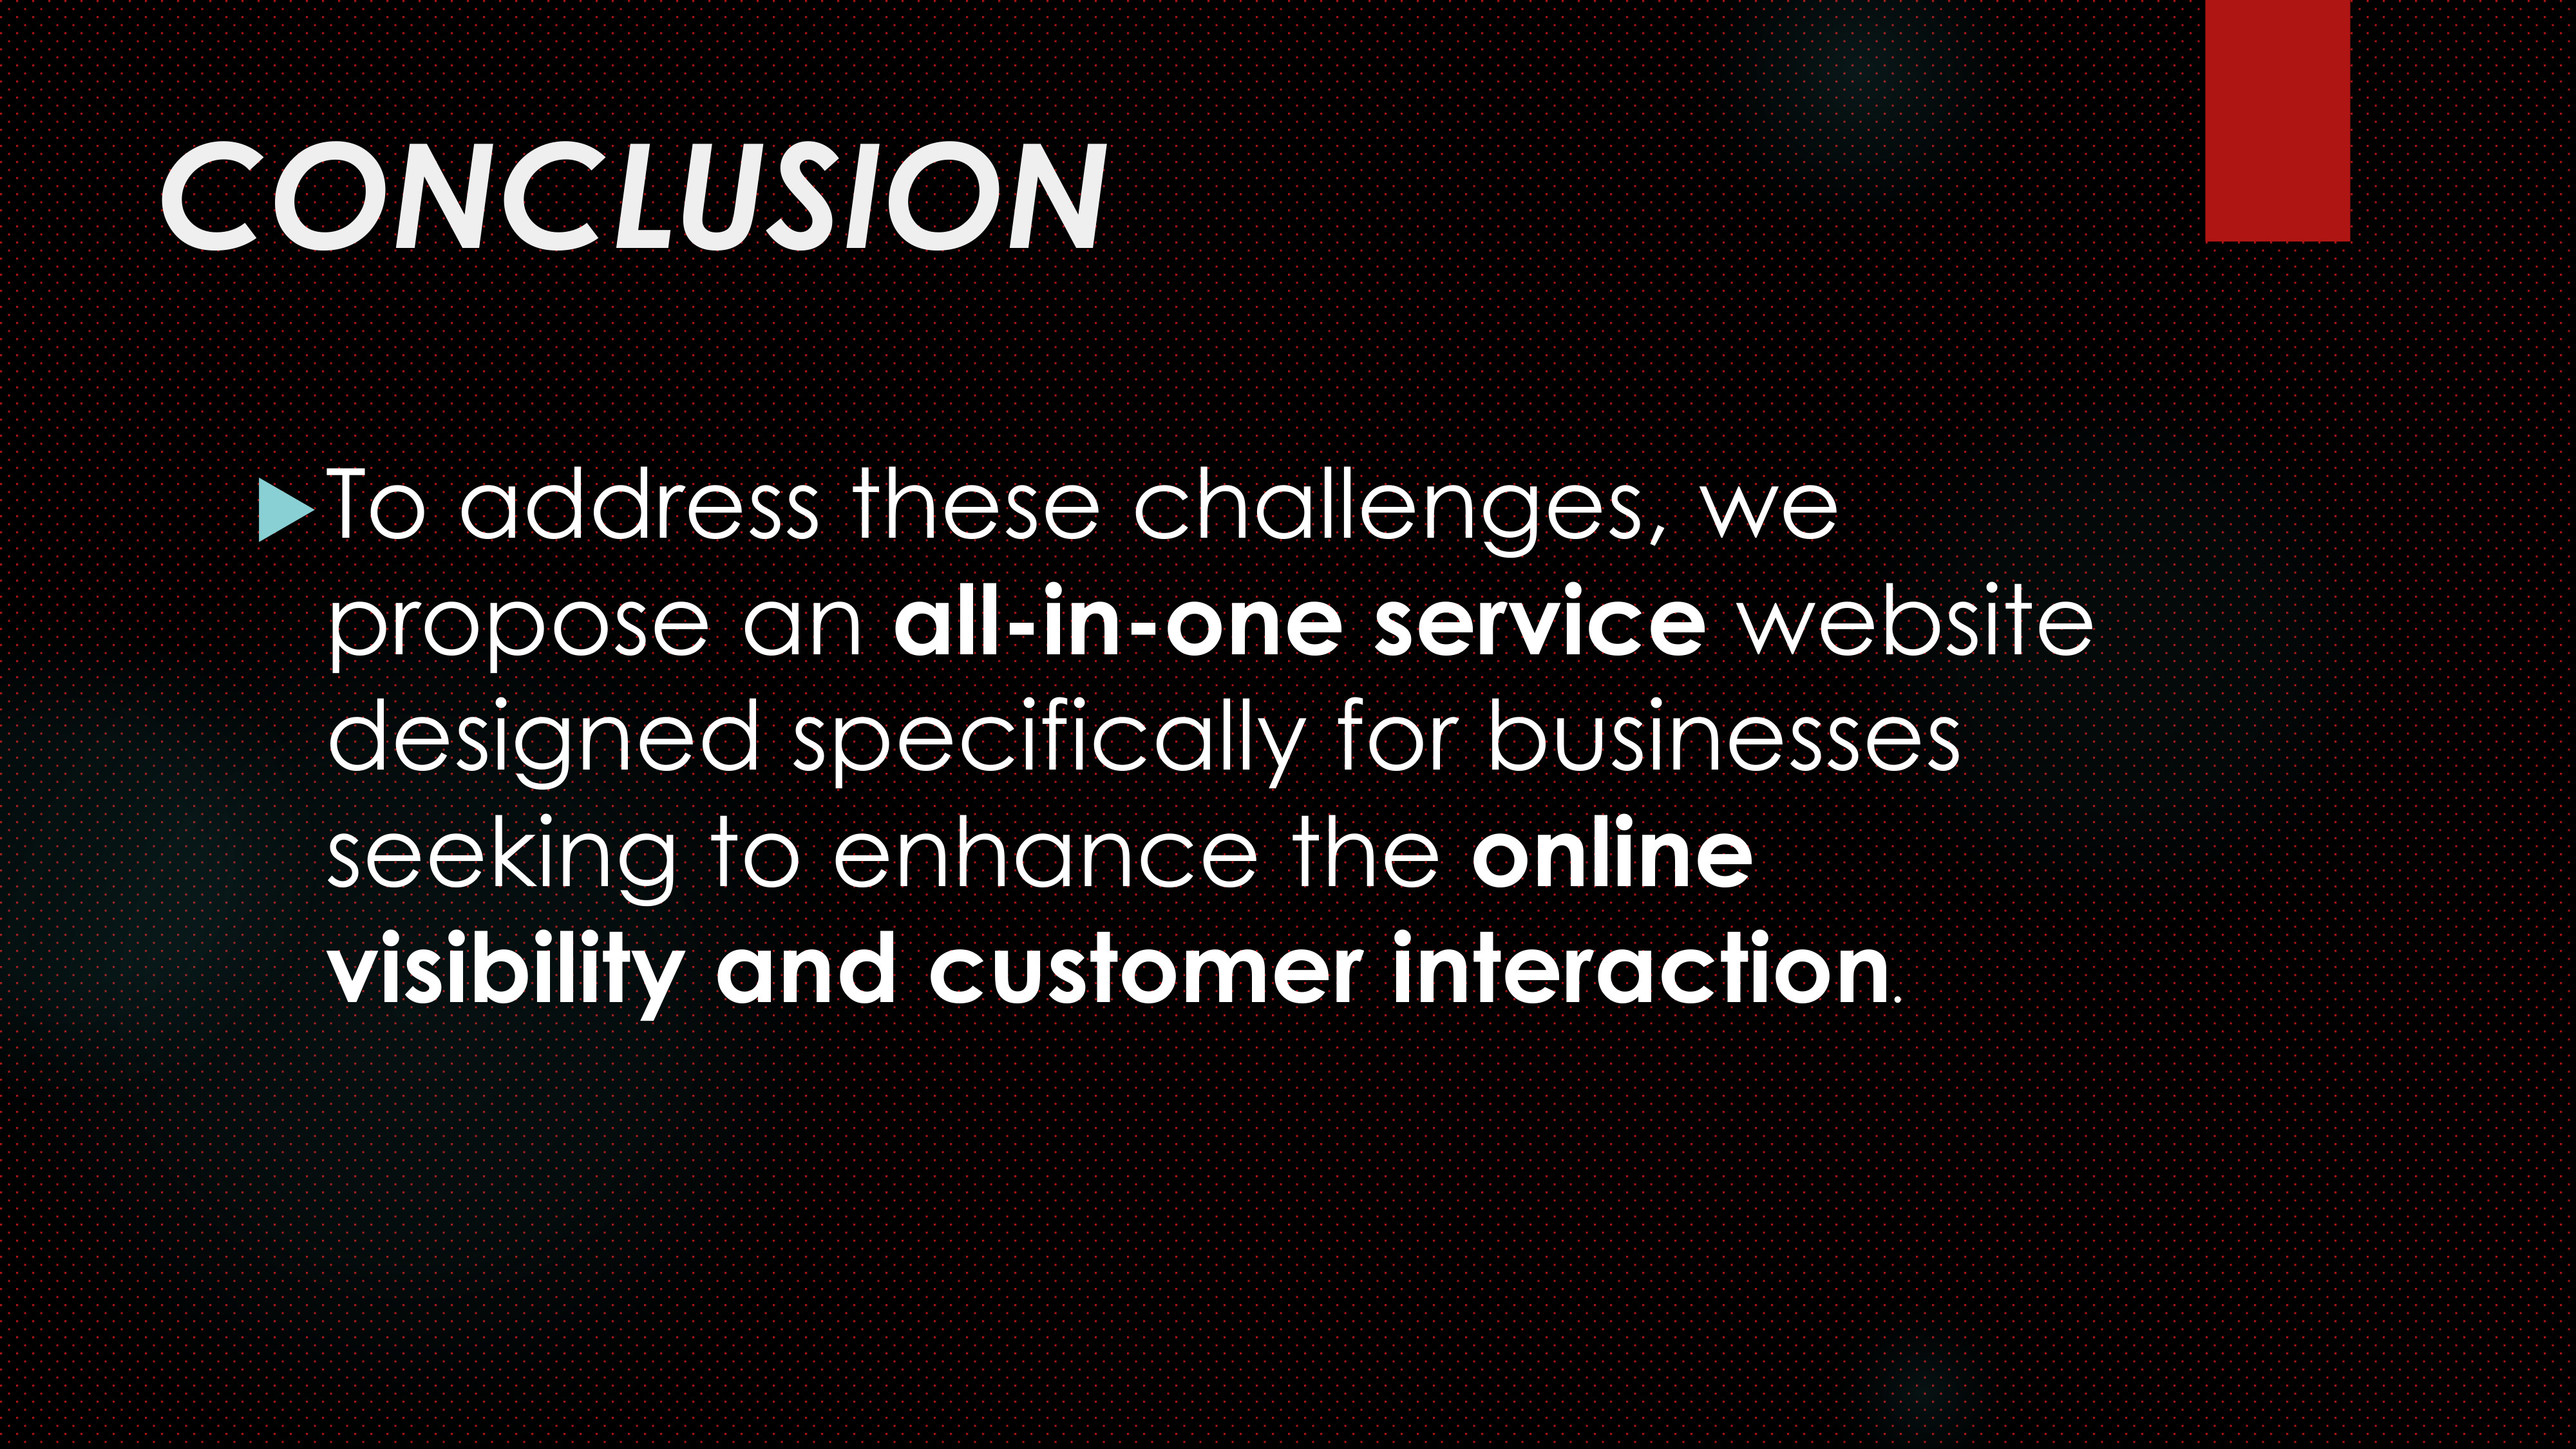 CONCLUSION
To address these challenges, we
propose an all-in-one service website
designed specifically for businesses
seeking to enhance the online
visibility and customer interaction.